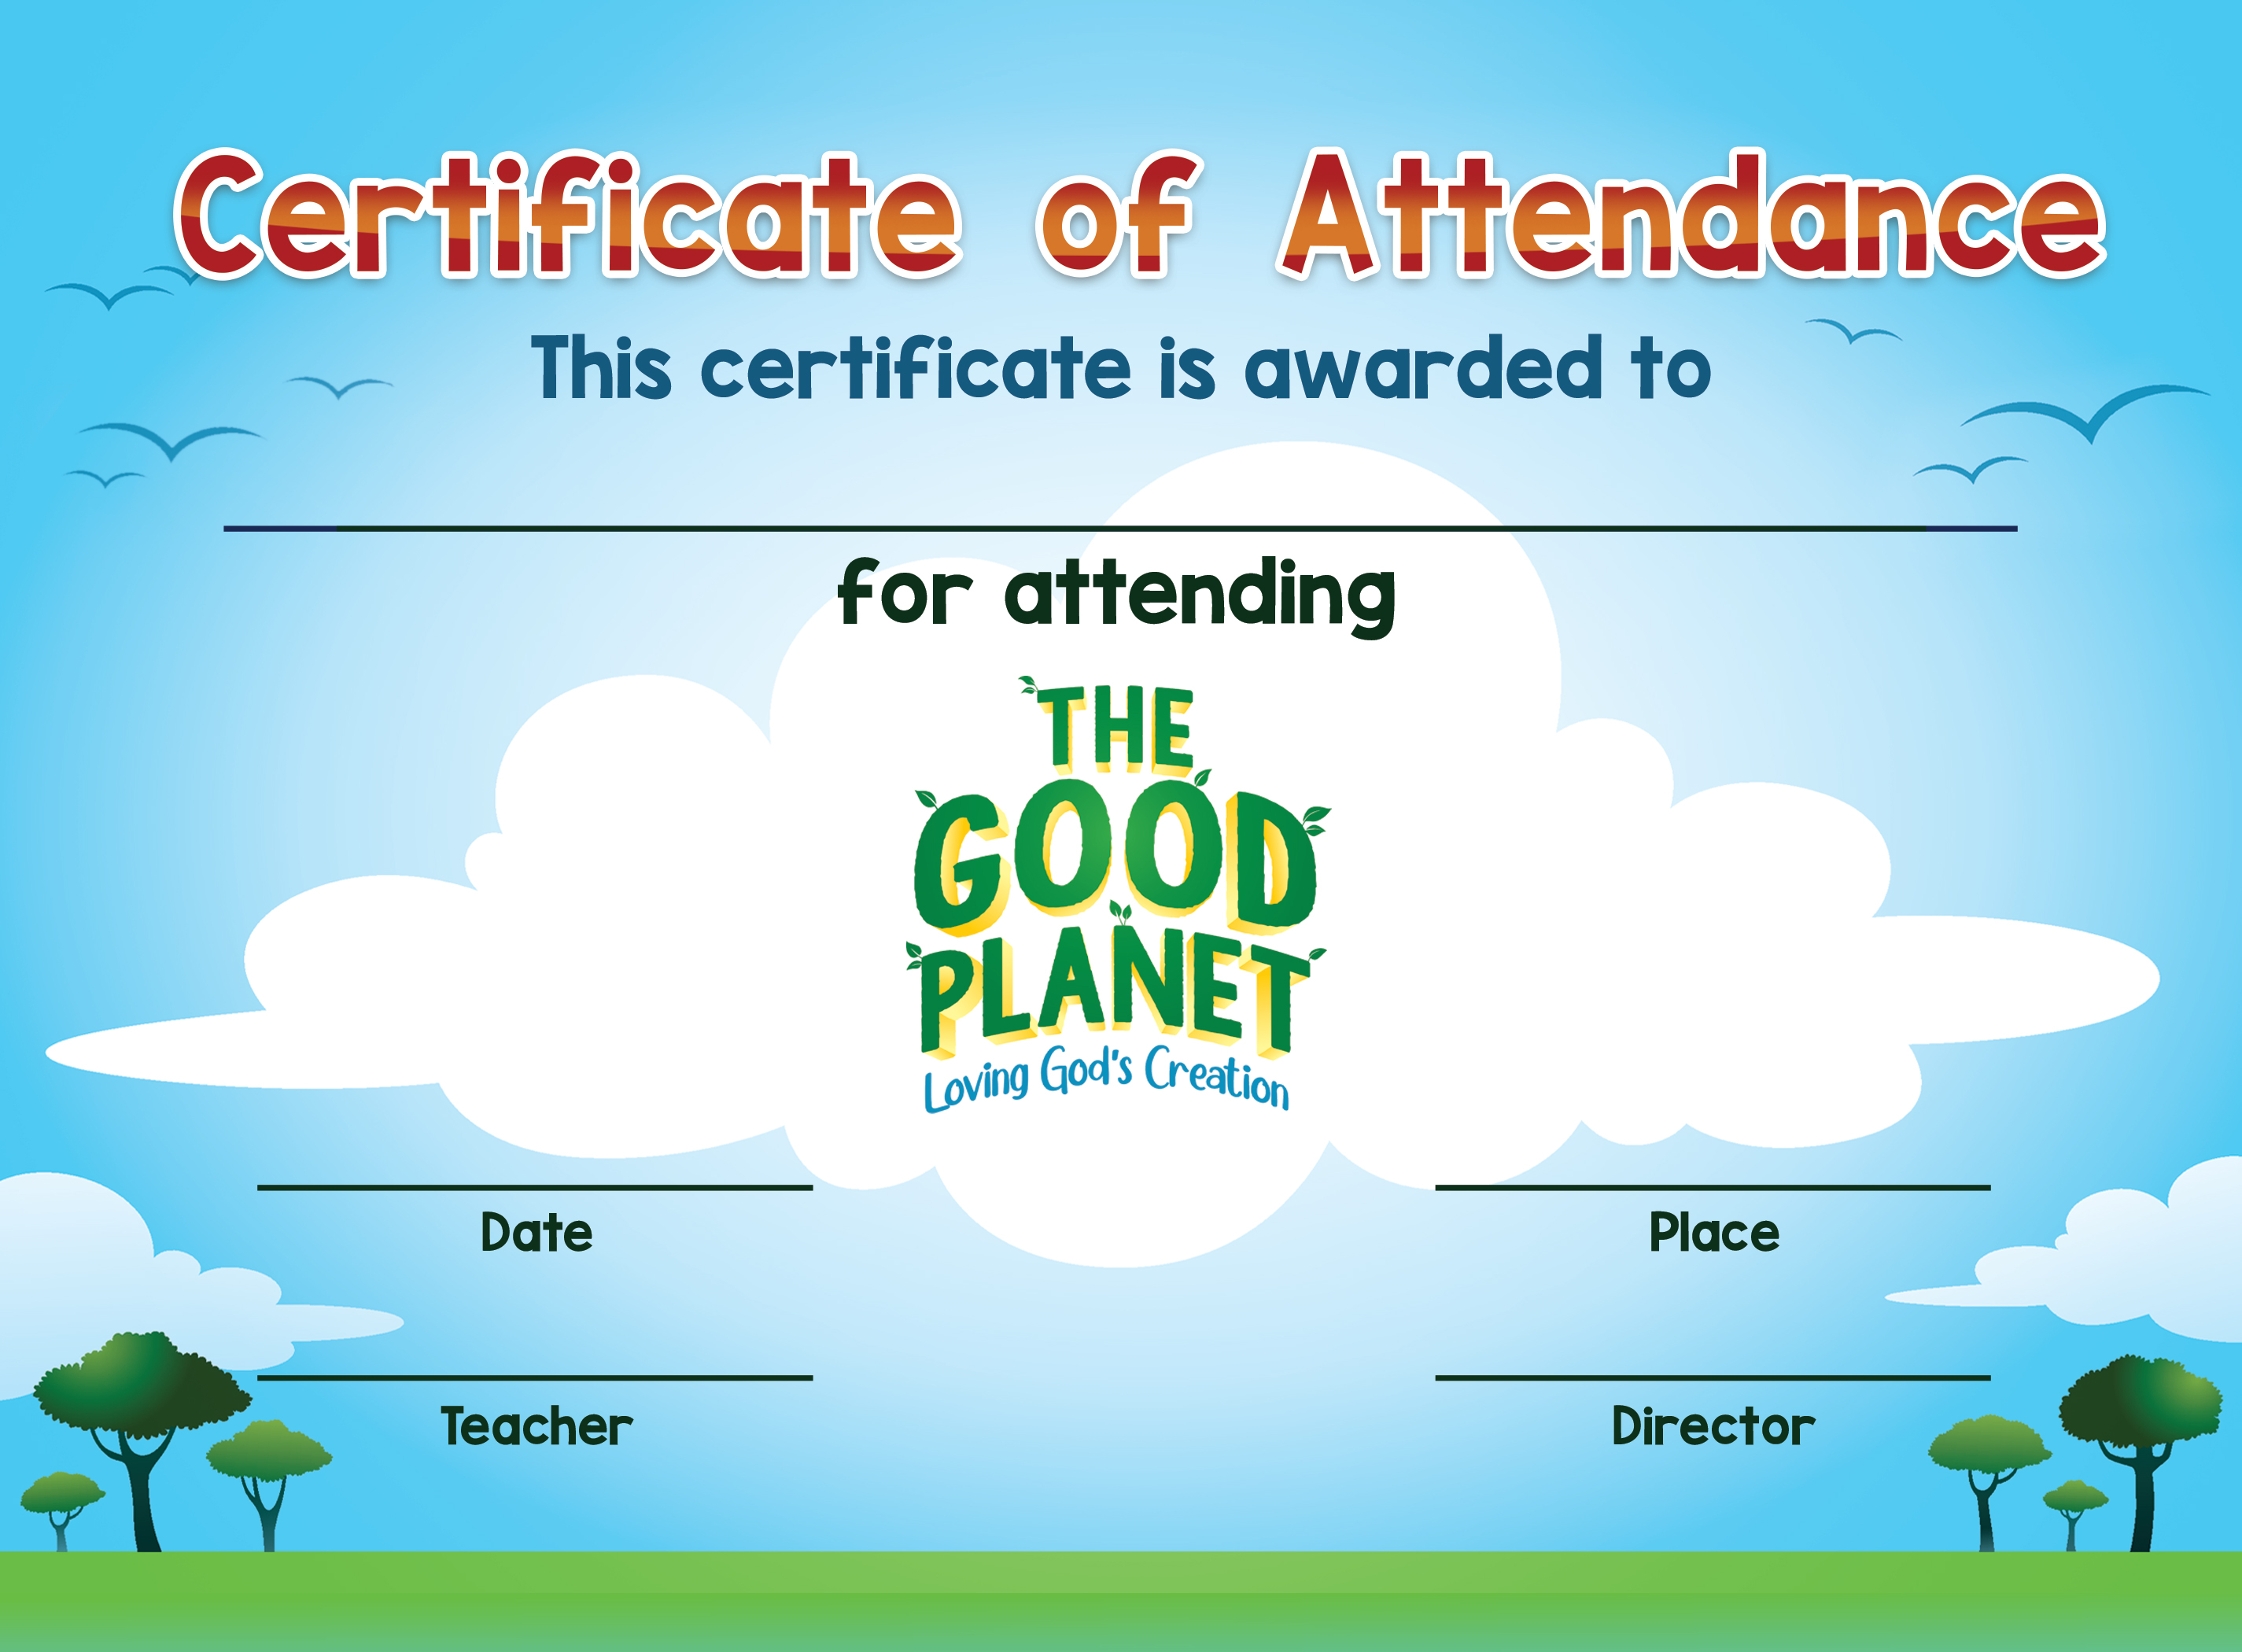 Certificate of Attendance
This certificate is awarded to
for attending
THE
GOOD
PLANET
Loving God's Creation
Date
Place
Teacher
Director